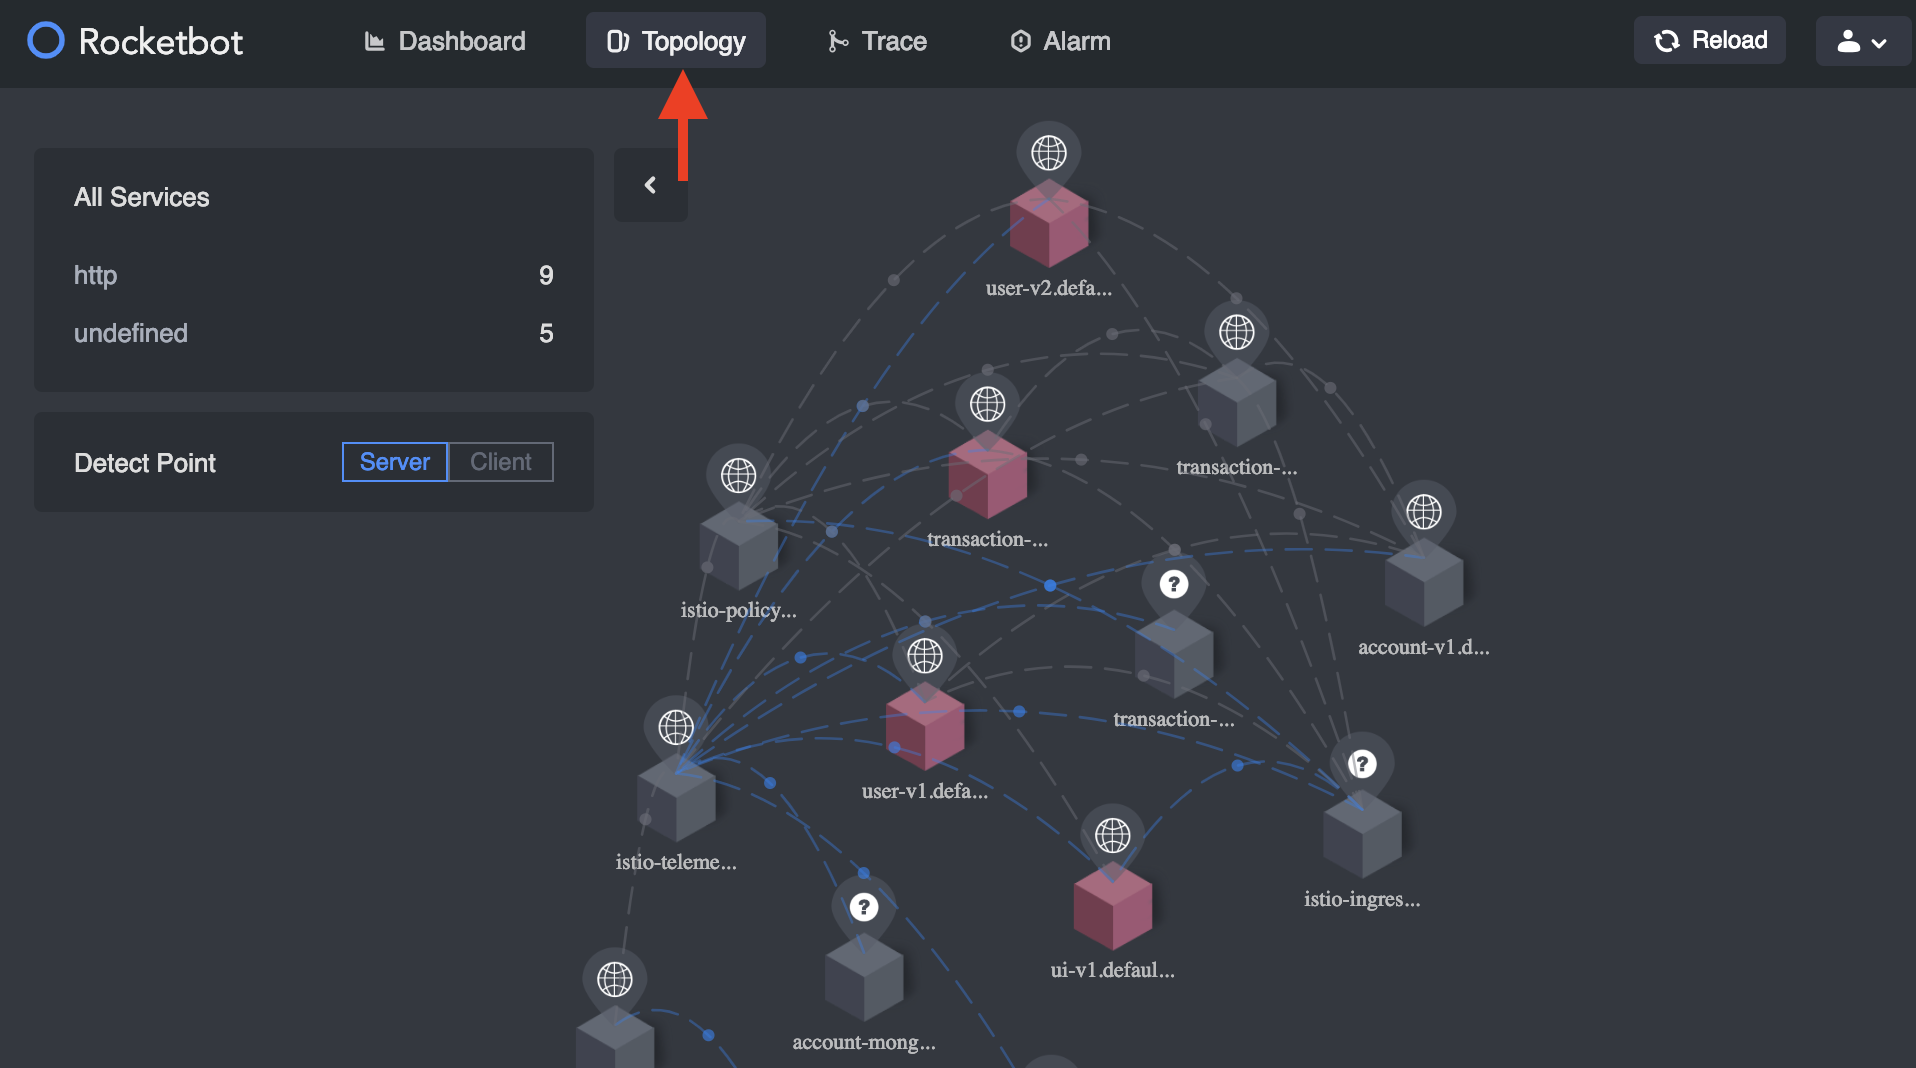 Rocketbot
Dashboard
Topology
Trace
Alarm
Reload
All Services
http 9
undefined 5
Detect Point
Server
Client
user-v2.defa...
transaction-...
transaction-...
istio-policy...
account-v1.d...
transaction-...
user-v1.defa...
istio-teleme...
istio-ingres...
ui-v1.defaul...
account-mong...